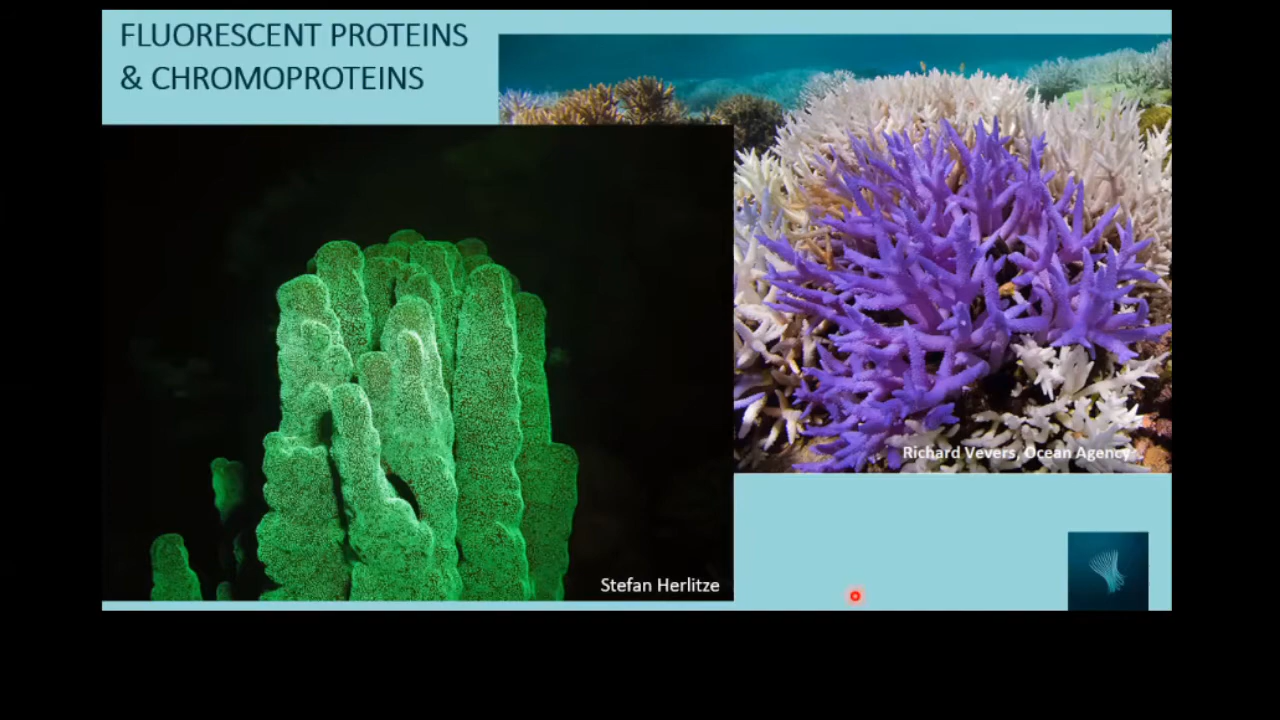 FLUORESCENT PROTEINS
& CHROMOPROTEINS
Richard Vevers, Ocean Agency
Stefan Herlitze